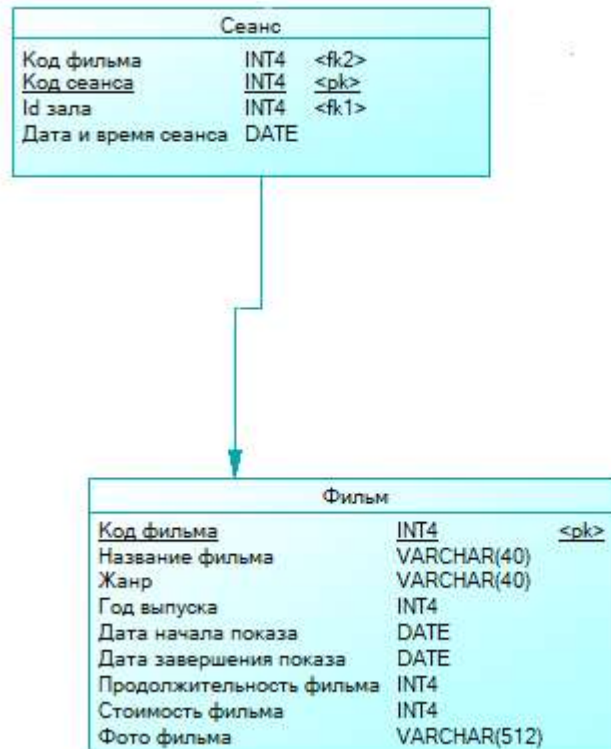 Сеанс
Код фильма INT4 <fk2>
Код сеанса INT4 <pk>
Id зала INT4 <fk1>
Дата и время сеанса DATE
Фильм
Код фильма INT4 <pk>
Название фильма VARCHAR(40)
Жанр VARCHAR(40)
Год выпуска INT4
Дата начала показа DATE
Дата завершения показа DATE
Продолжительность фильма INT4
Стоимость фильма INT4
Фото фильма VARCHAR(512)